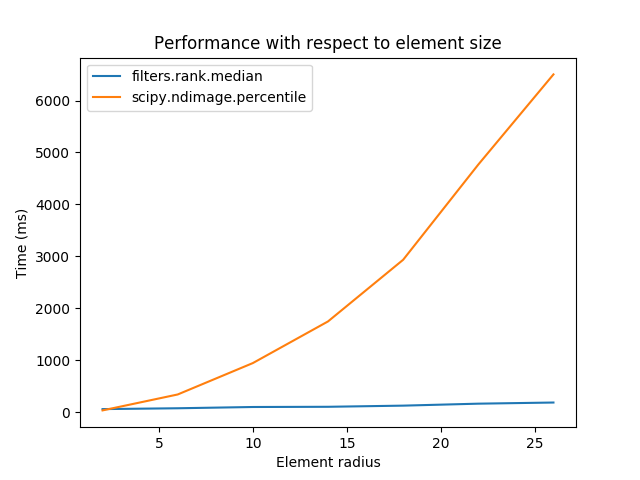 Performance with respect to element size
filters.rank.median
scipy.ndimage.percentile
6000
5000
4000
3000
2000
1000
0
Time (ms)
5
10
15
20
25
Element radius